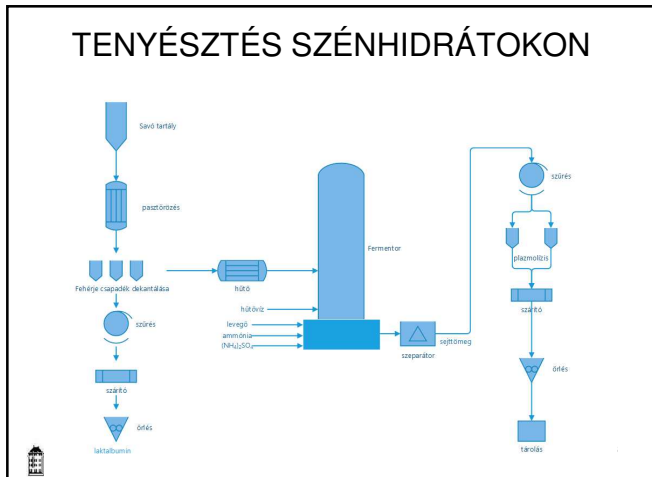 TENYÉSZTÉS SZÉNHIDRÁTOKON
Savó tartály
pasztőrözés
Fehérje csapadék dekantálása
szűrés
szárító
őrlés
laktalbumin
hűtő
Fermentor
hűtővíz
levegő
ammónia
(NH₄)₂SO₄
szeparátor
sejttömeg
szűrés
plazmolízis
szárító
őrlés
tárolás